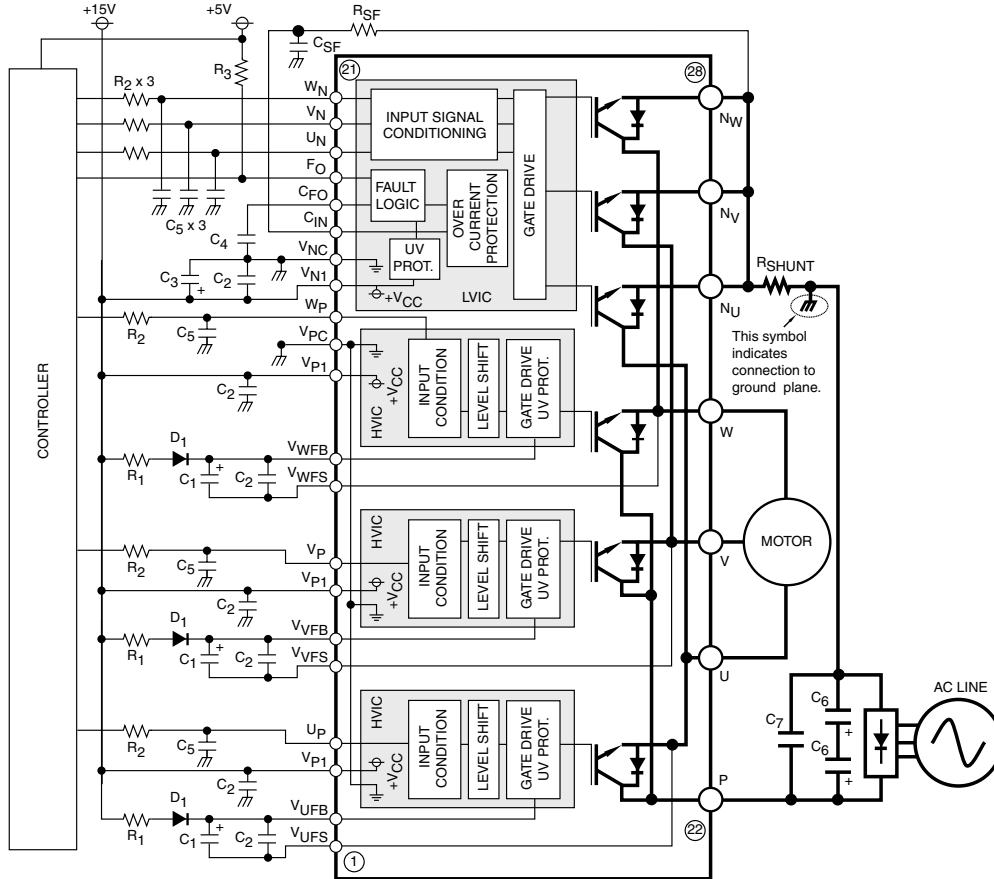 +15V
+5V
RSF
CSF
R3
R2 x 3
C5 x 3
C4
C3
+
C2
CONTROLLER
21
28
WN
VN
UN
FO
CFO
CIN
VNC
VN1
WP
VPC
VP1
INPUT SIGNAL
CONDITIONING
FAULT
LOGIC
UV
PROT.
OVER
CURRENT
PROTECTION
GATE DRIVE
+VCC
LVIC
NW
NV
NU
RSHUNT
This symbol
indicates
connection to
ground plane.
R2
C5
C2
HVIC
+VCC
INPUT
CONDITION
LEVEL SHIFT
GATE DRIVE
UV PROT.
W
D1
R1
C1
+
C2
VWFB
VWFS
R2
C5
C2
VP
VP1
HVIC
+VCC
INPUT
CONDITION
LEVEL SHIFT
GATE DRIVE
UV PROT.
V
MOTOR
D1
R1
C1
+
C2
VVFB
VVFS
U
R2
C5
C2
UP
VP1
HVIC
+VCC
INPUT
CONDITION
LEVEL SHIFT
GATE DRIVE
UV PROT.
C7
C6
+
C6
+
AC LINE
P
D1
R1
C1
+
C2
VUFB
VUFS
1
22